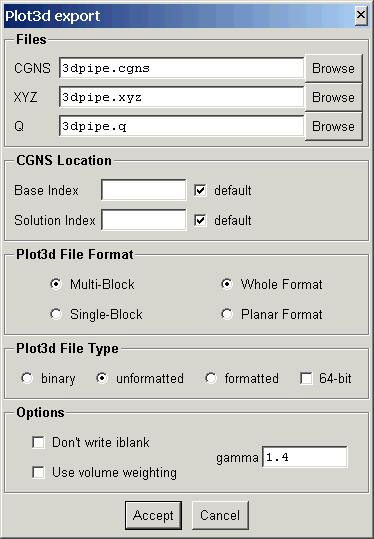 Plot3d export
Files
CGNS 3dpipe.cgns Browse
XYZ 3dpipe.xyz Browse
Q 3dpipe.q Browse
CGNS Location
Base Index default
Solution Index default
Plot3d File Format
Multi-Block Whole Format
Single-Block Planar Format
Plot3d File Type
binary unformatted formatted 64-bit
Options
Don't write iblank
gamma 1.4
Use volume weighting
Accept Cancel